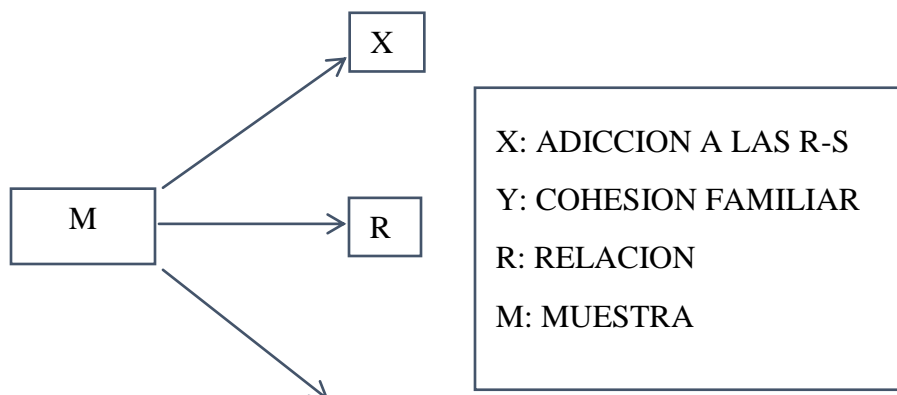 X
M
R
X: ADICCION A LAS R-S
Y: COHESION FAMILIAR
R: RELACION
M: MUESTRA